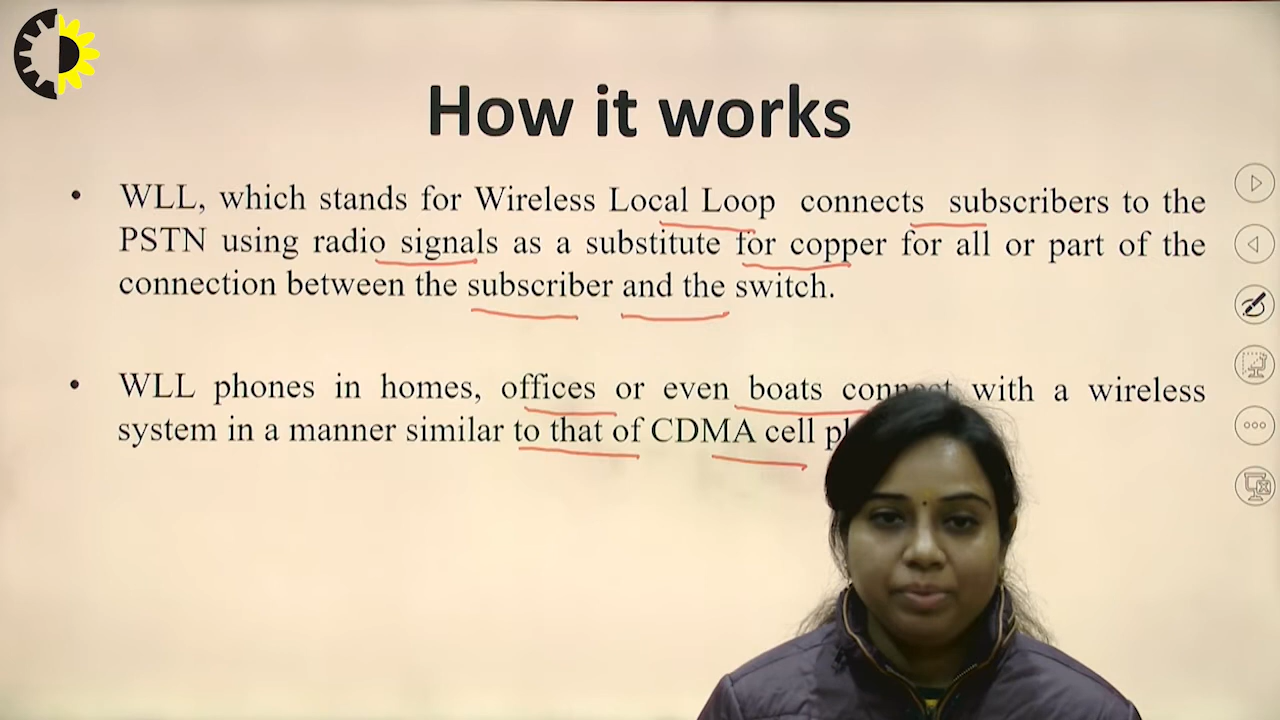 How it works
• WLL, which stands for Wireless Local Loop connects subscribers to the
PSTN using radio signals as a substitute for copper for all or part of the
connection between the subscriber and the switch.
• WLL phones in homes, offices or even boats connect with a wireless
system in a manner similar to that of CDMA cell